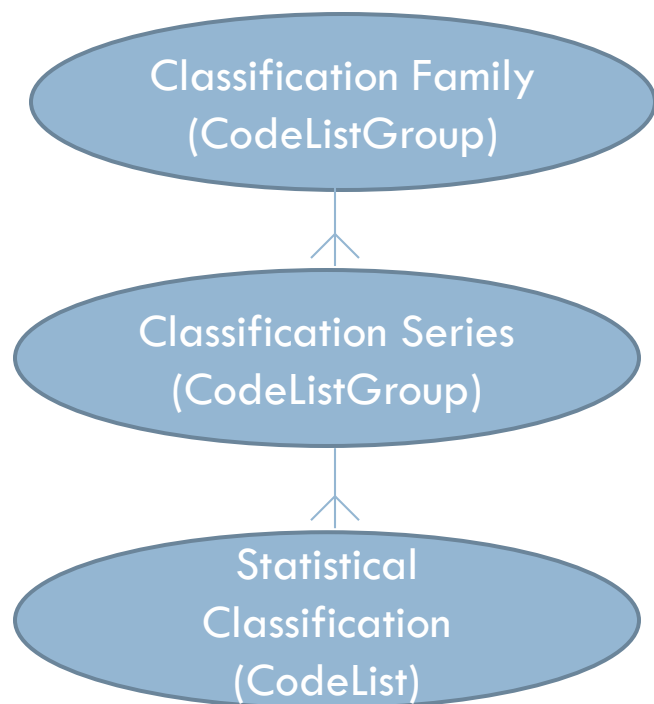 Classification Family
(CodeListGroup)
Classification Series
(CodeListGroup)
Statistical
Classification
(CodeList)